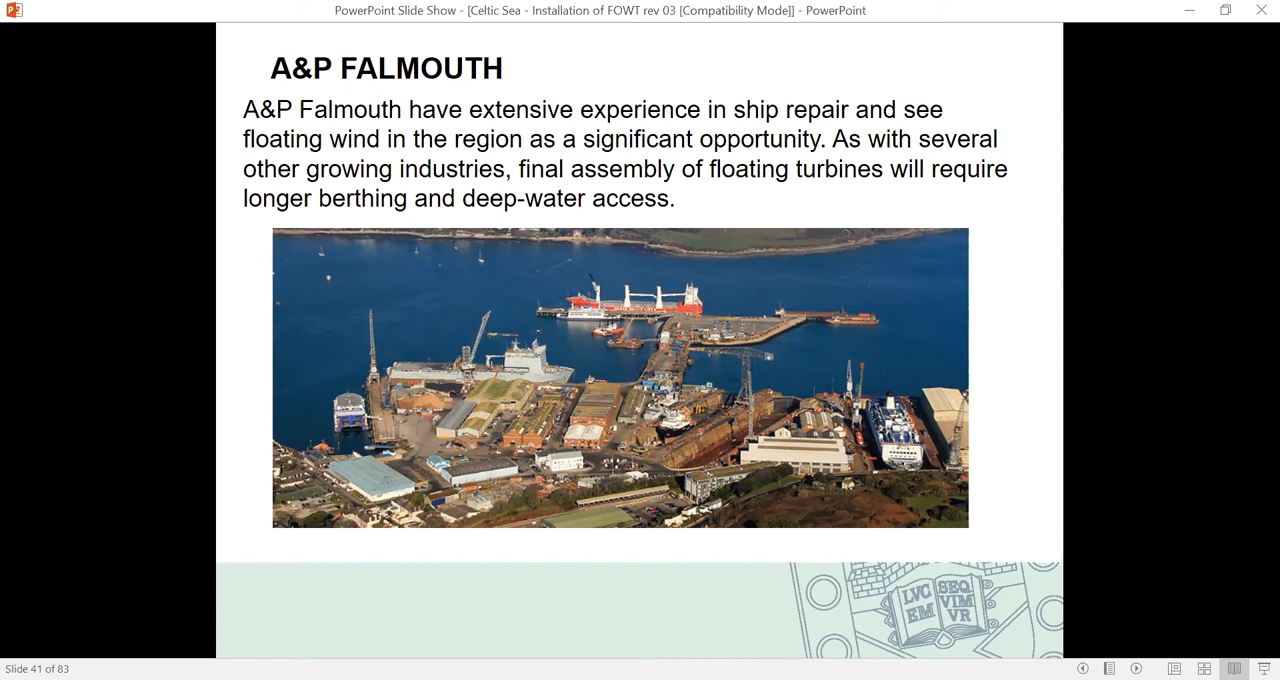 PowerPoint Slide Show - [Celtic Sea - Installation of FOWT rev 03 [Compatibility Mode]] - PowerPoint
A&P FALMOUTH
A&P Falmouth have extensive experience in ship repair and see
floating wind in the region as a significant opportunity. As with several
other growing industries, final assembly of floating turbines will require
longer berthing and deep-water access.
LVC SEQ
EM VIM
VR
Slide 41 of 83